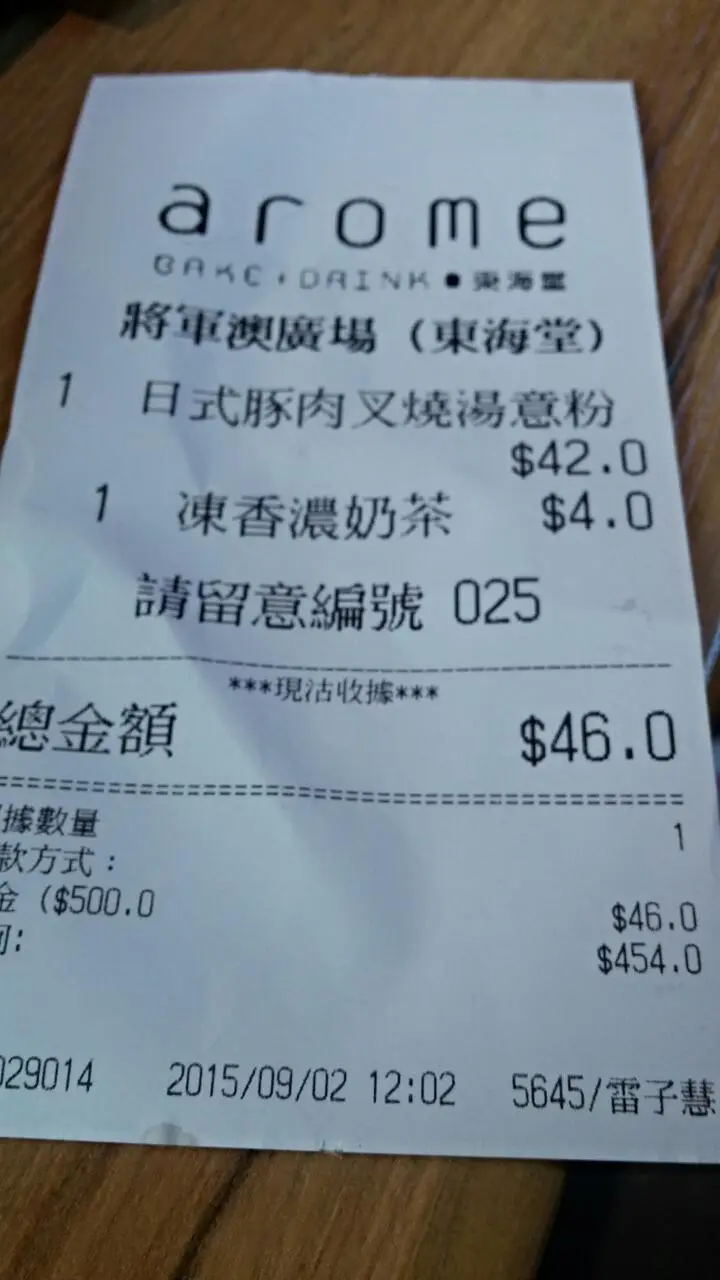 arome
BAKE • DRINK ● 東海堂
將軍澳廣場 (東海堂)
1 日式豚肉叉燒湯意粉
$42.0
1 凍香濃奶茶 $4.0
請留意編號 025
***現沽收據***
總金額 $46.0
據數量 1
款方式：
金 ($500.0 $46.0
$454.0
029014 2015/09/02 12:02 5645/雷子慧